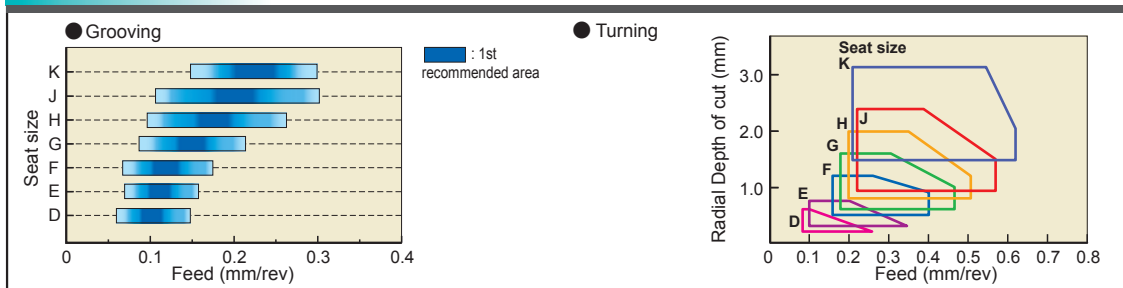 ● Grooving
K
J
H
G
F
E
D
Seat size
0 0.1 0.2 0.3 0.4
Feed (mm/rev)
: 1st
recommended area
● Turning
Seat size
K
J
H
G
F
E
D
3.0
2.0
1.0
Radial Depth of cut (mm)
0 0.1 0.2 0.3 0.4 0.5 0.6 0.7 0.8
Feed (mm/rev)